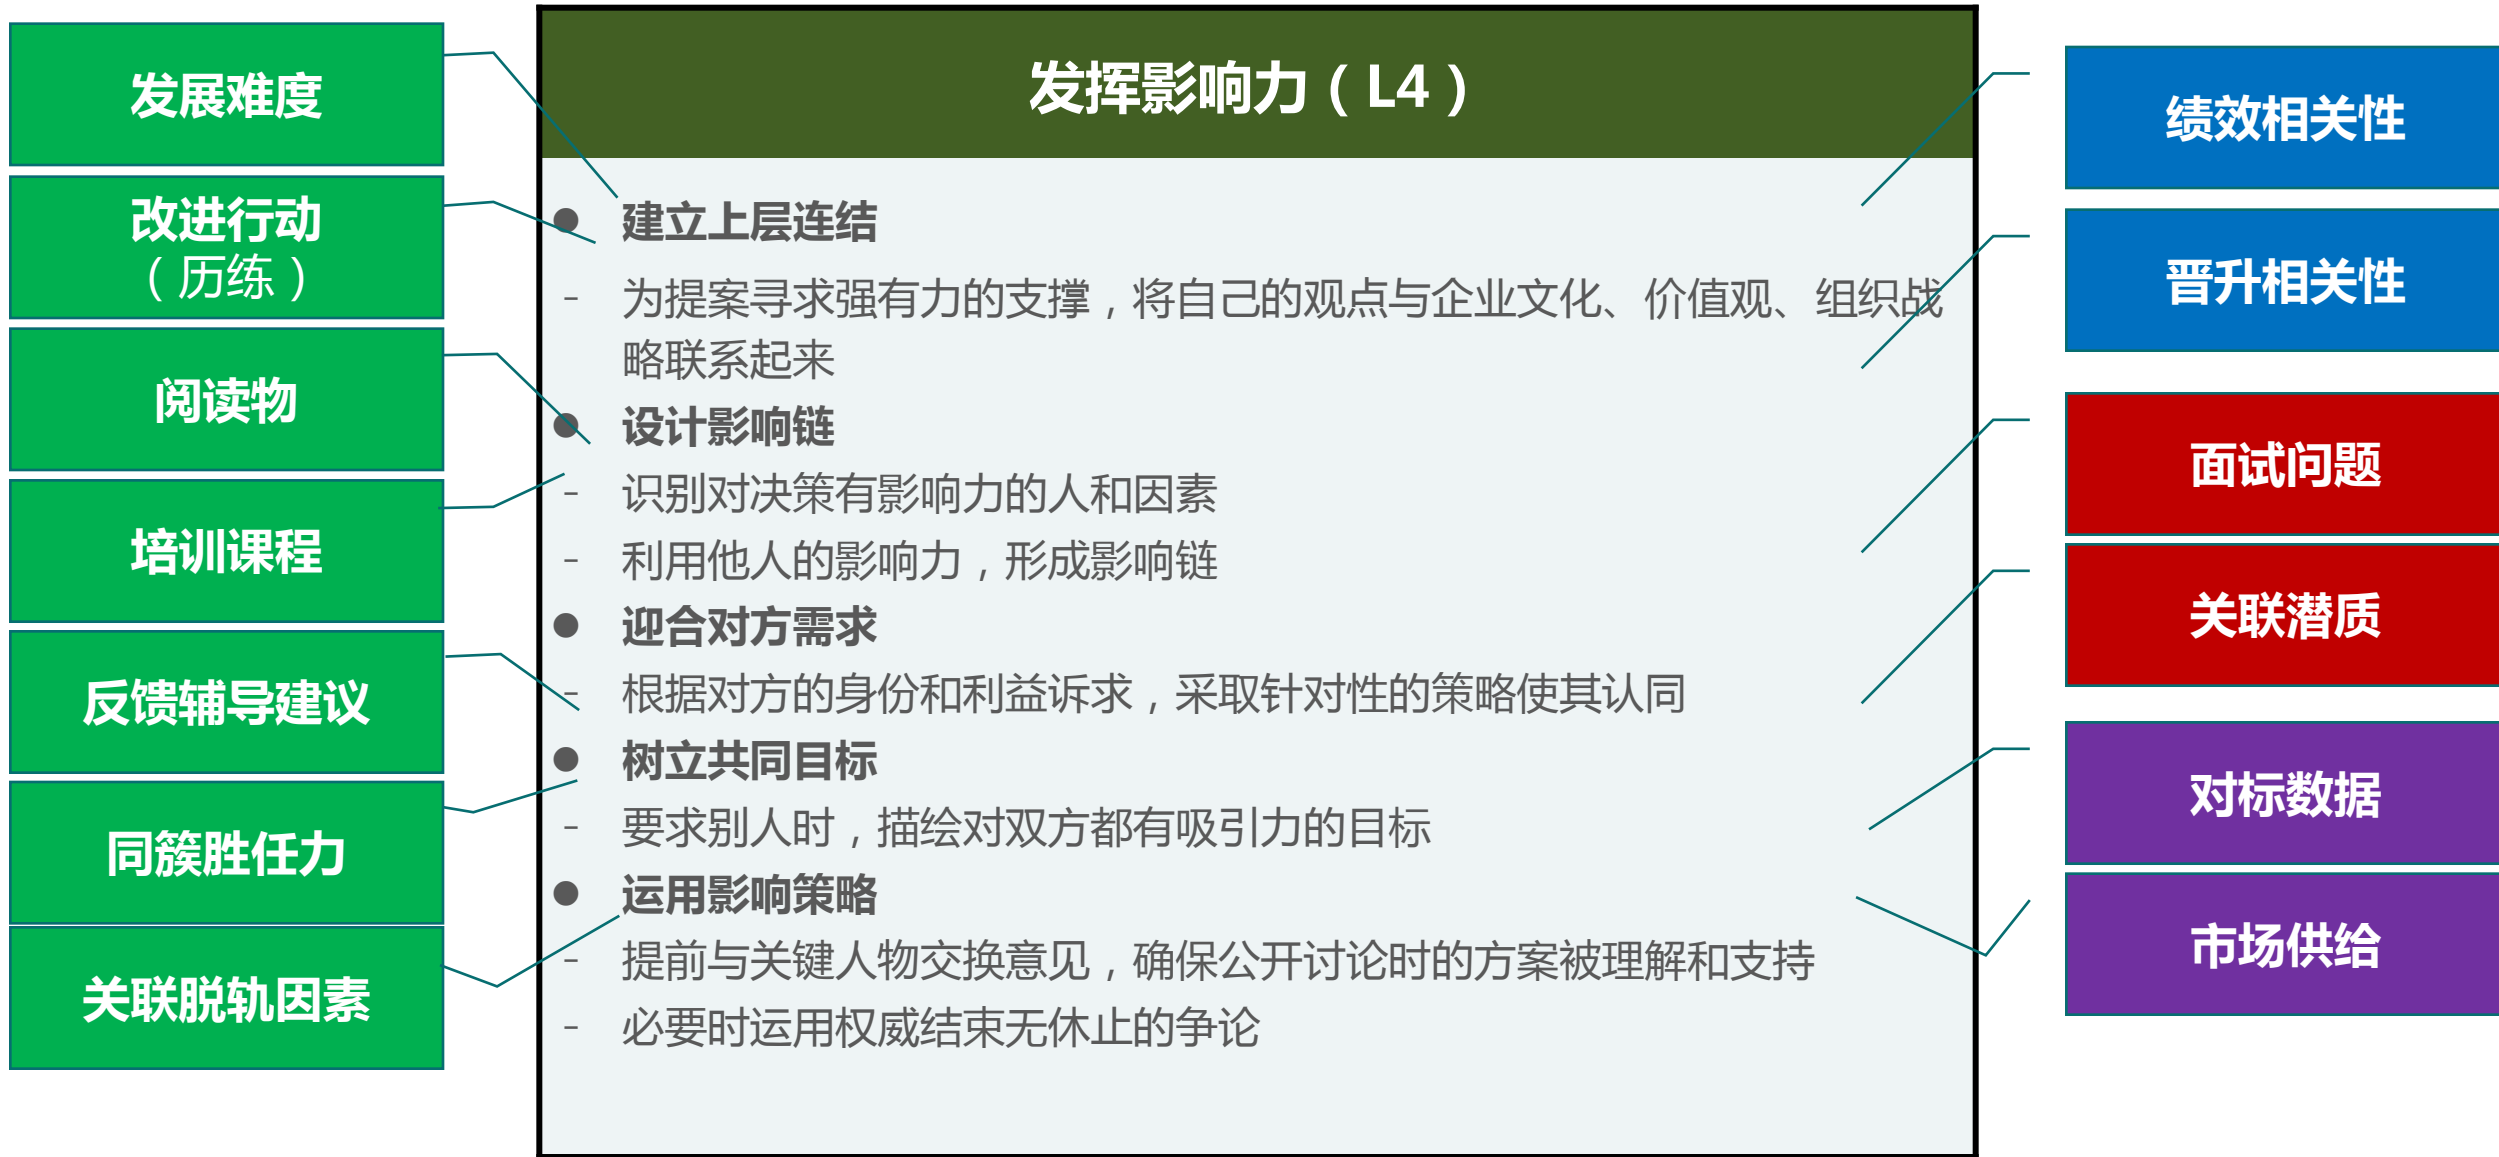 发展难度
改进行动
（历练）
阅读物
培训课程
反馈辅导建议
同簇胜任力
关联脱轨因素
发挥影响力（L4）
● 建立上层连结
– 为提案寻求强有力的支撑，将自己的观点与企业文化、价值观、组织战
略联系起来
● 设计影响链
– 识别对决策有影响力的人和因素
– 利用他人的影响力，形成影响链
● 迎合对方需求
– 根据对方的身份和利益诉求，采取针对性的策略使其认同
● 树立共同目标
– 要求别人时，描绘对双方都有吸引力的目标
● 运用影响策略
– 提前与关键人物交换意见，确保公开讨论时的方案被理解和支持
– 必要时运用权威结束无休止的争论
绩效相关性
晋升相关性
面试问题
关联潜质
对标数据
市场供给